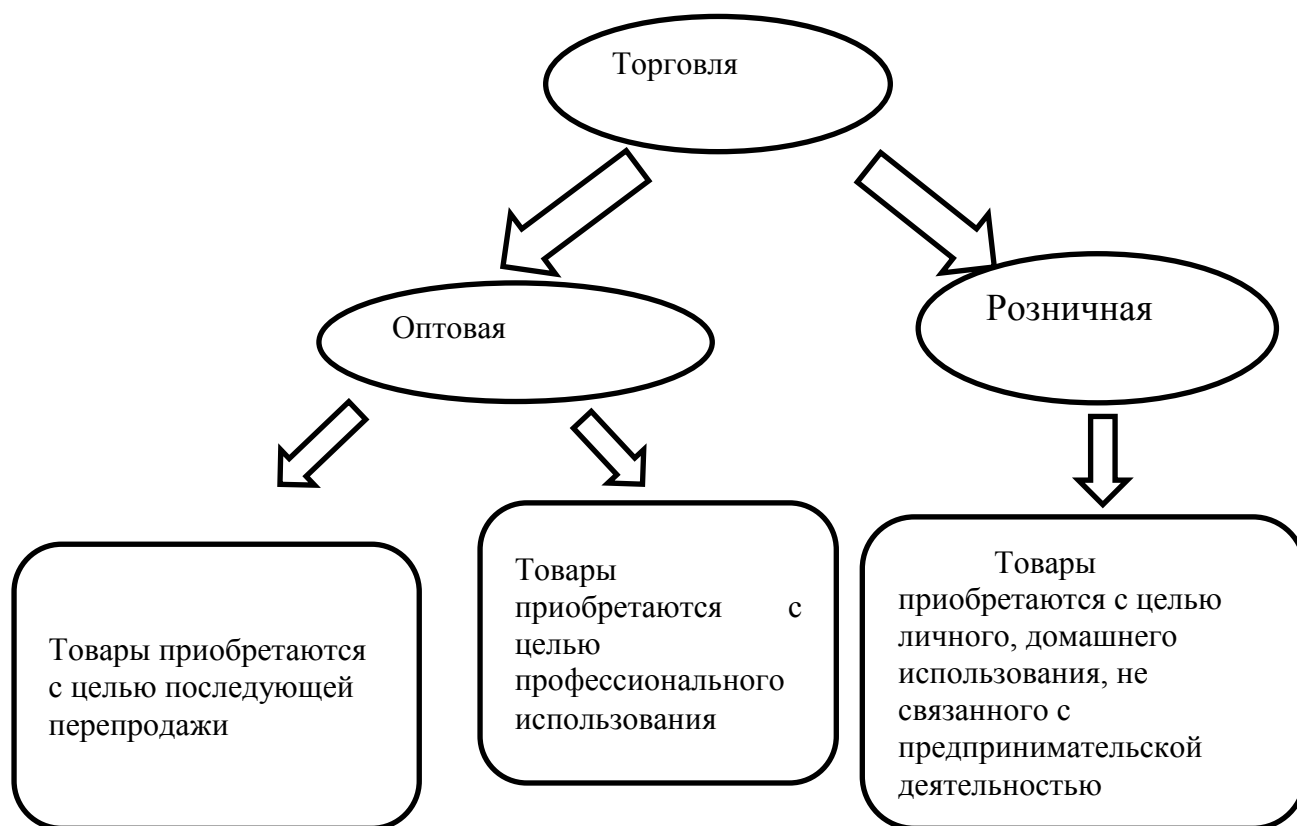 Торговля
Оптовая
Розничная
Товары приобретаются
с целью последующей
перепродажи
Товары
приобретаются с
целью
профессионального
использования
Товары
приобретаются с целью
личного, домашнего
использования, не
связанного с
предпринимательской
деятельностью